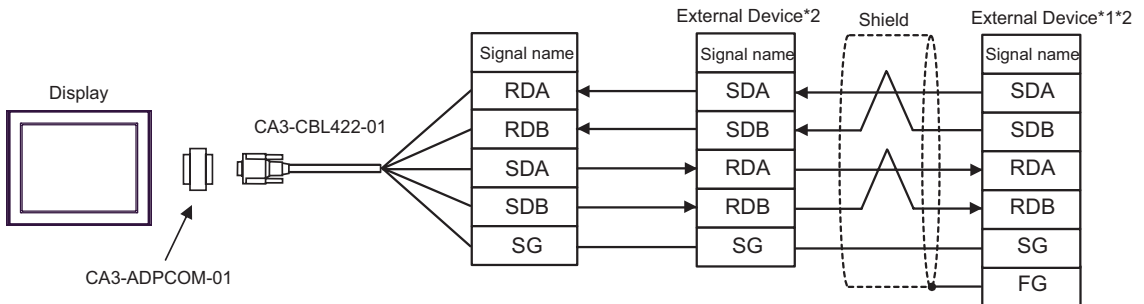 External Device*2
Shield
External Device*1*2
Display
CA3-CBL422-01
CA3-ADPCOM-01
Signal name
RDA
RDB
SDA
SDB
SG
Signal name
SDA
SDB
RDA
RDB
SG
Signal name
SDA
SDB
RDA
RDB
SG
FG